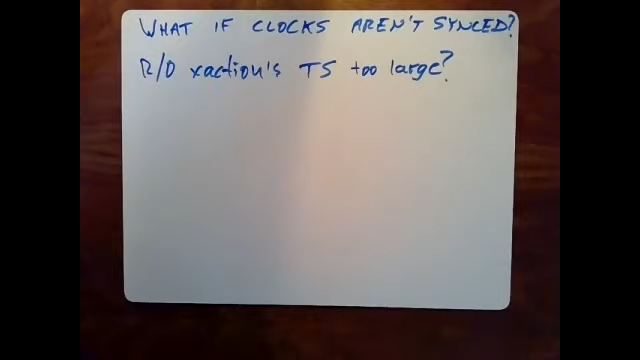 WHAT IF CLOCKS AREN'T SYNCED?
R/O xaction's TS too large?